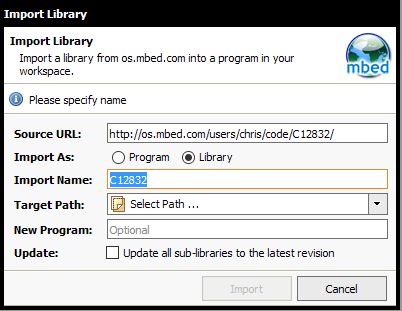 Import Library
Import Library
Import a library from os.mbed.com into a program in your
workspace.
mbed
Please specify name
Source URL: http://os.mbed.com/users/chris/code/C12832/
Import As: Program Library
Import Name: C12832
Target Path: Select Path ...
New Program: Optional
Update: Update all sub-libraries to the latest revision
Import Cancel